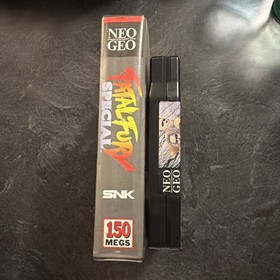 NEO
GEO
FATAL FURY
SPECIAL
SNK
150
MEGS
NEO
GEO